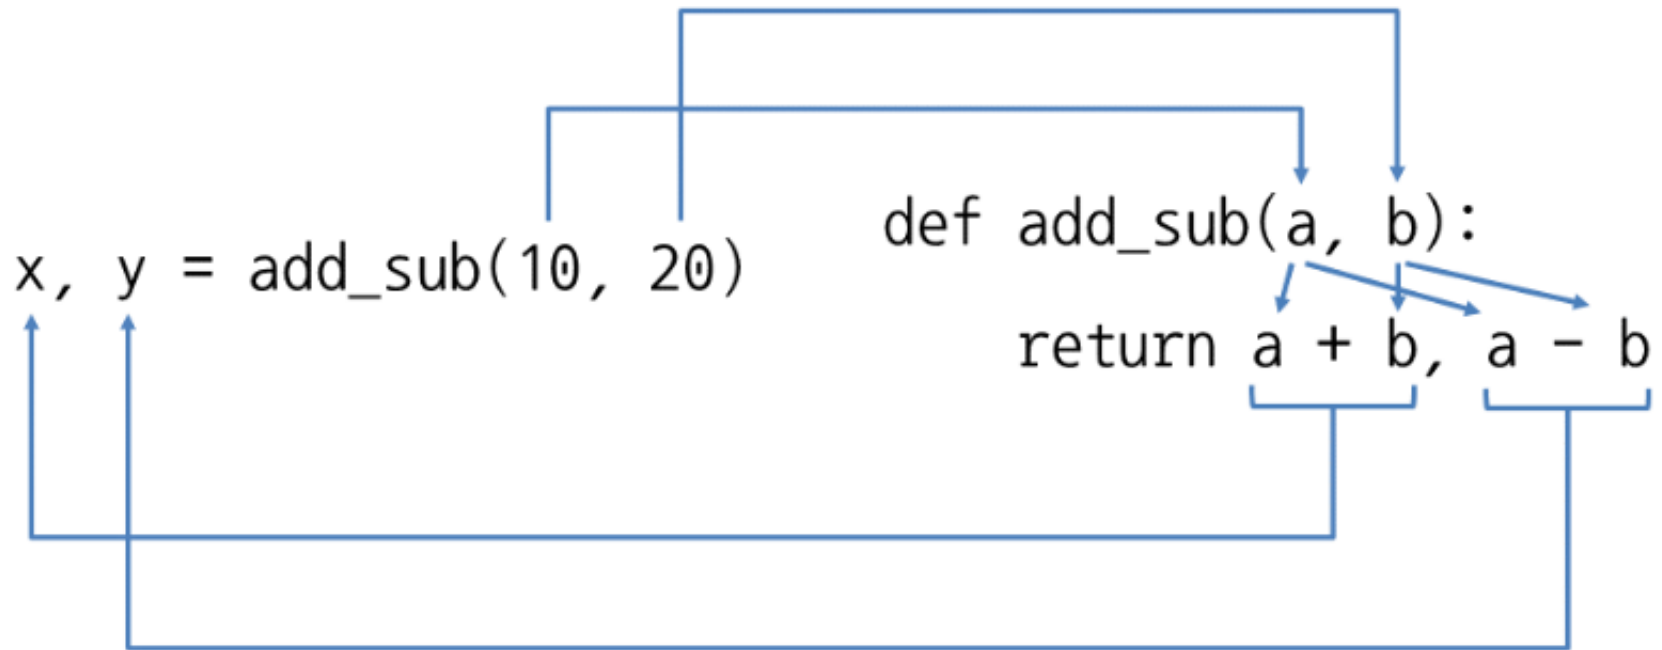 x, y = add_sub(10, 20)
def add_sub(a, b):
return a + b, a - b